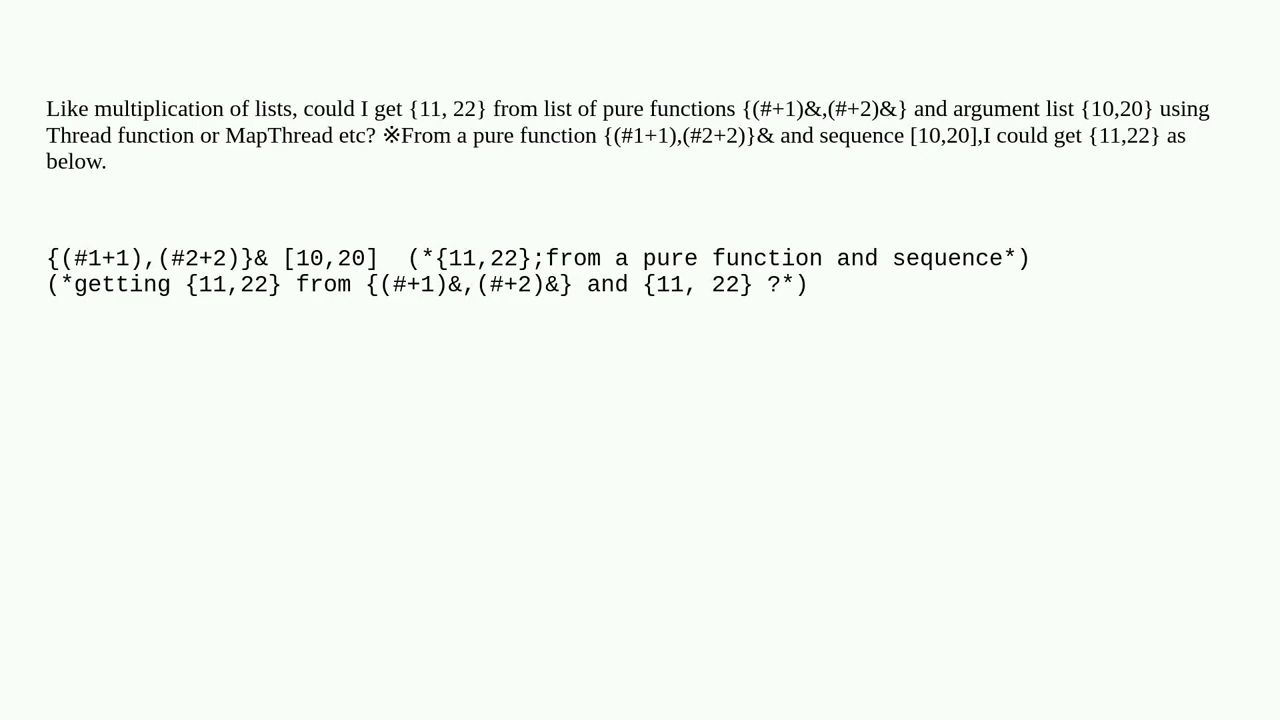 Like multiplication of lists, could I get {11, 22} from list of pure functions {(#+1)&,(#+2)&} and argument list {10,20} using
Thread function or MapThread etc? ※From a pure function {(#1+1),(#2+2)}& and sequence [10,20],I could get {11,22} as
below.
{(#1+1),(#2+2)}& [10,20]  (*{11,22};from a pure function and sequence*)
(*getting {11,22} from {(#+1)&,(#+2)&} and {11, 22} ?*)